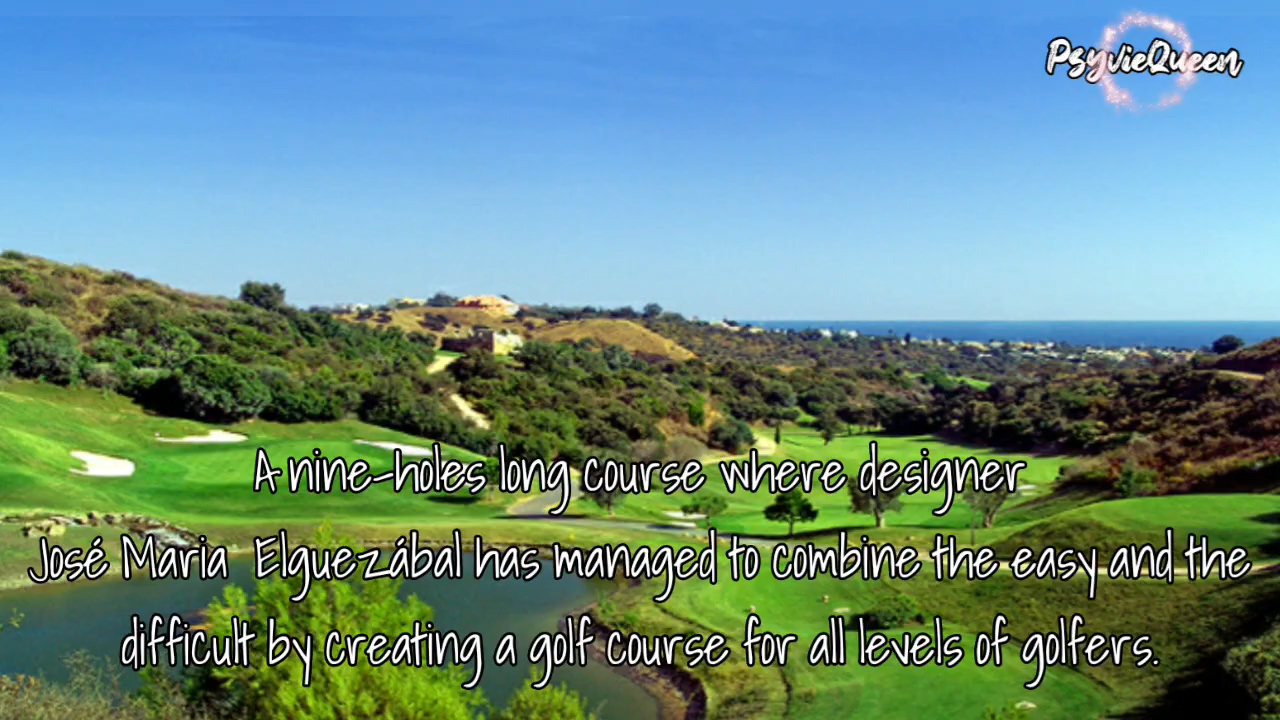 PsyvieQueen
A nine-holes long course where designer
José Maria Elguezábal has managed to combine the easy and the
difficult by creating a golf course for all levels of golfers.